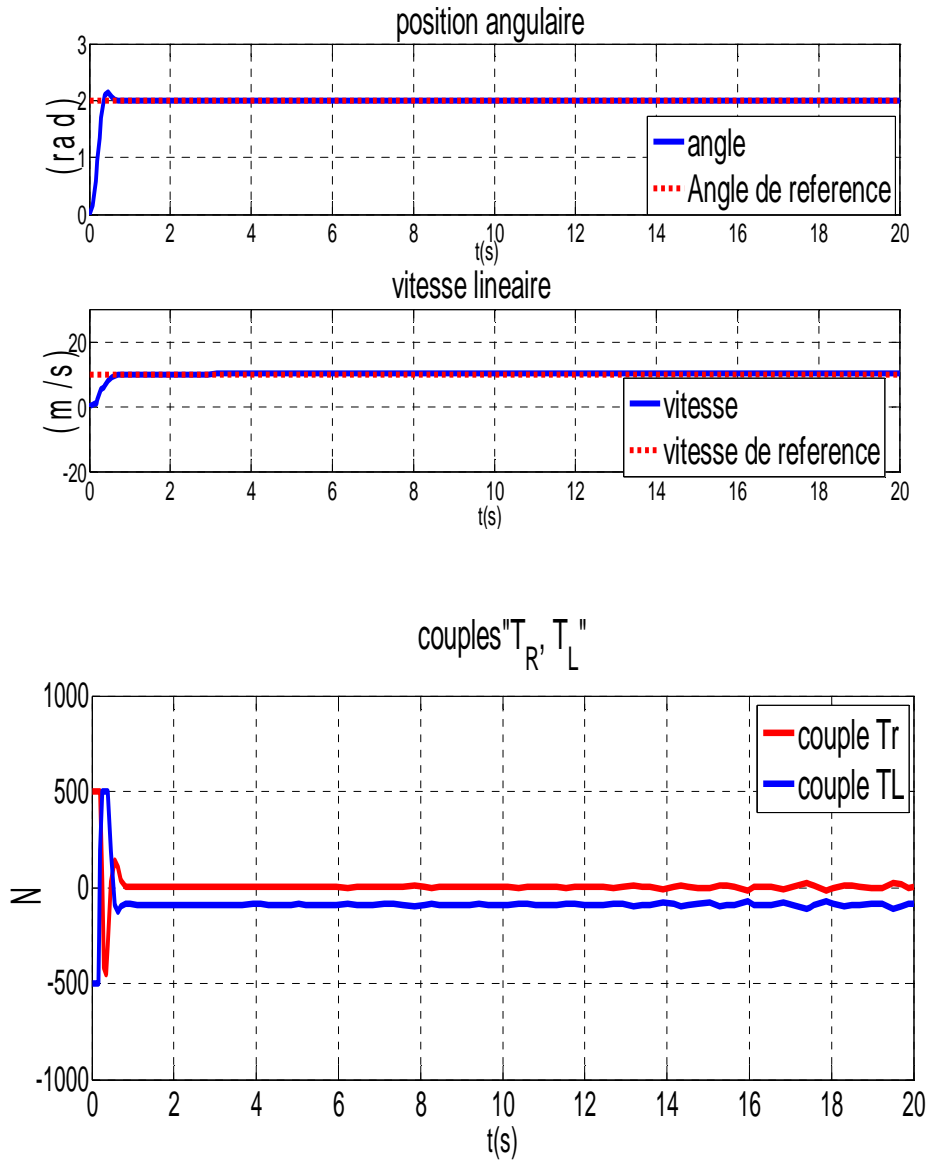 position angulaire
3
2
1
0
(rad)
0 2 4 6 8 10 12 14 16 18 20
t(s)
angle
Angle de reference
vitesse lineaire
20
10
0
-20
(m/s)
0 2 4 6 8 10 12 14 16 18 20
t(s)
vitesse
vitesse de reference
couples"T_R, T_L"
1000
500
0
-500
-1000
N
0 2 4 6 8 10 12 14 16 18 20
t(s)
couple Tr
couple TL